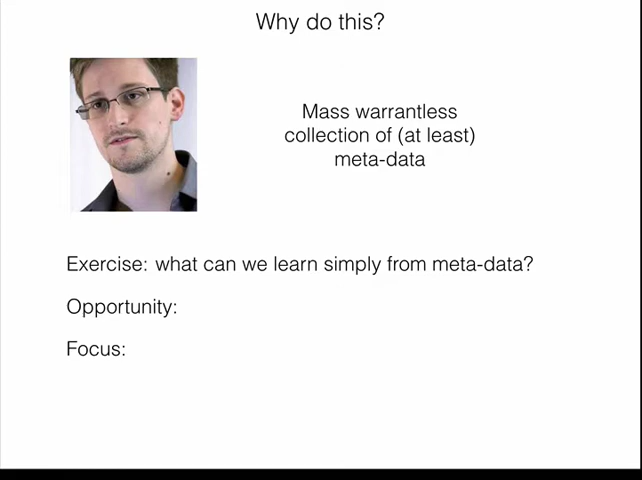 Why do this?
Mass warrantless
collection of (at least)
meta-data
Exercise: what can we learn simply from meta-data?
Opportunity:
Focus: